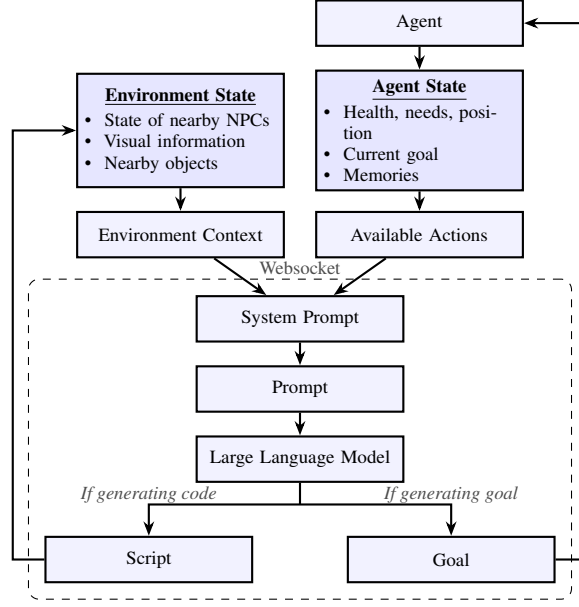 Agent
Environment State
• State of nearby NPCs
• Visual information
• Nearby objects
Agent State
• Health, needs, posi-
tion
• Current goal
• Memories
Environment Context
Available Actions
Websocket
System Prompt
Prompt
Large Language Model
If generating code
If generating goal
Script
Goal